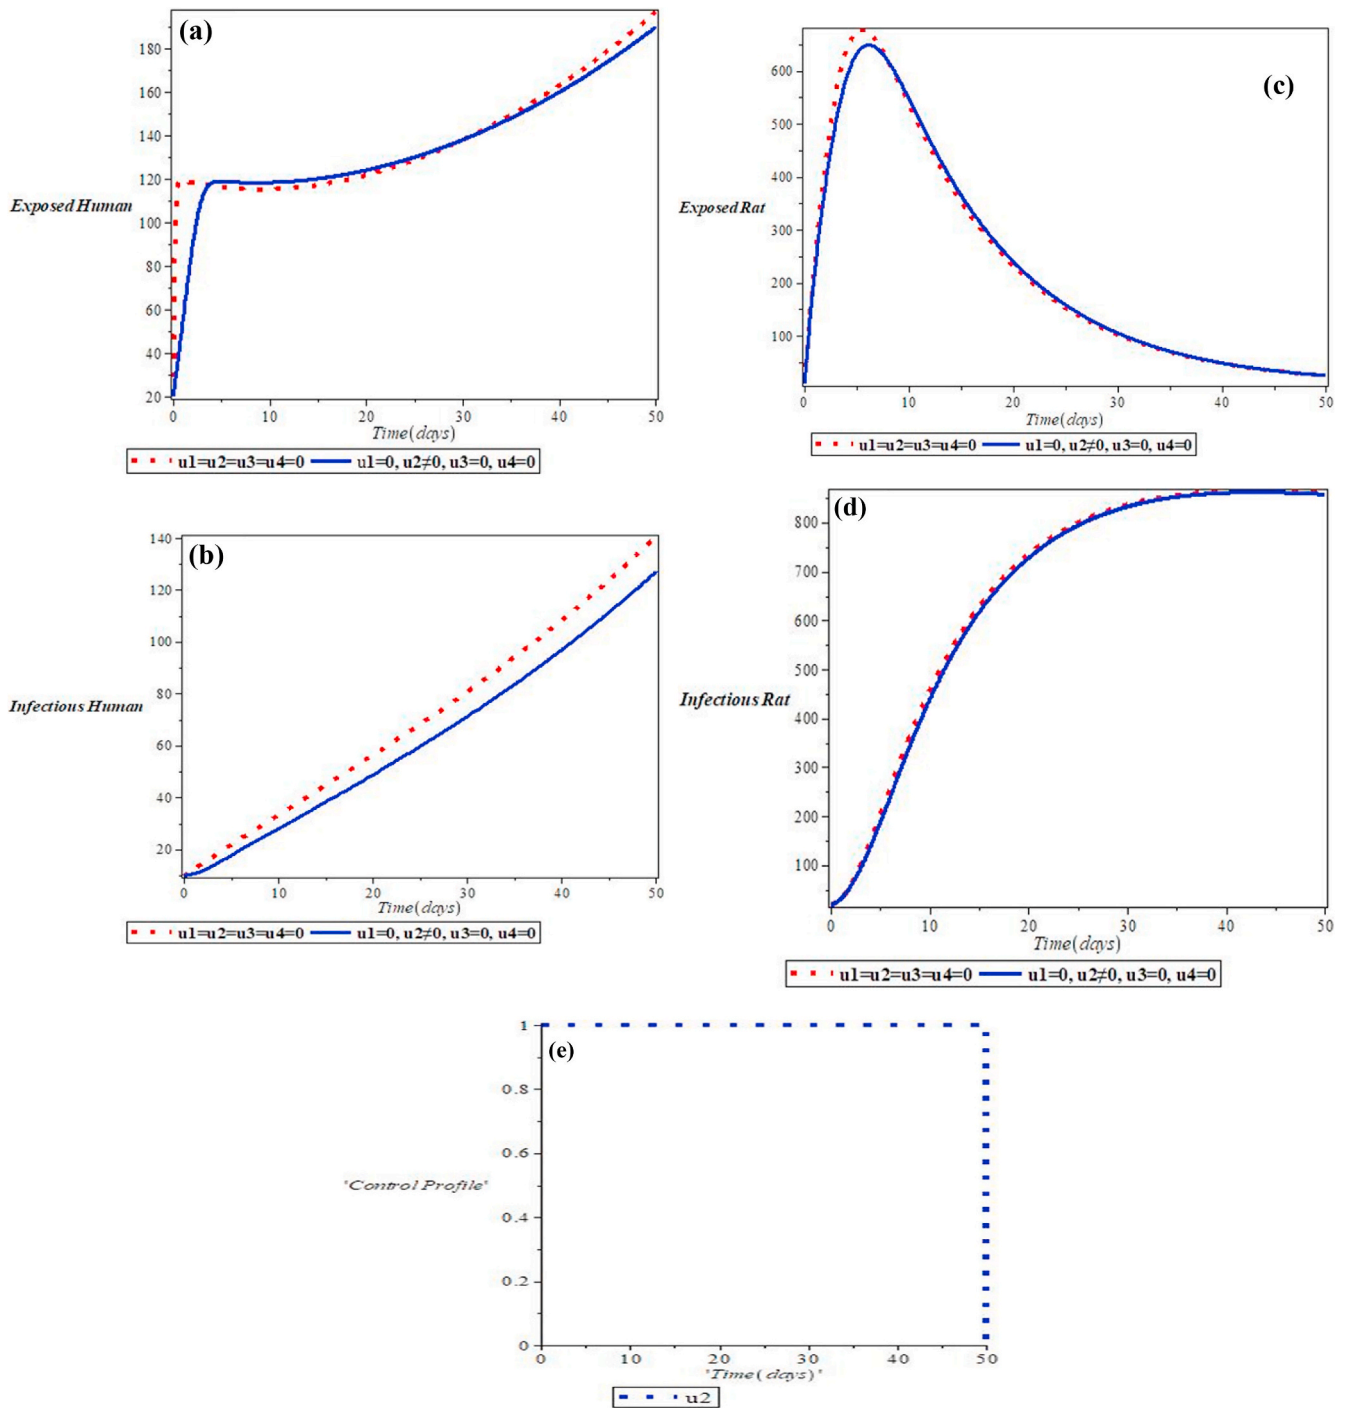 (a)
180
160
140
120
100
80
60
40
20
Exposed Human
0 10 20 30 40 50
Time(days)
u1=u2=u3=u4=0 u1=0, u2≠0, u3=0, u4=0
(c)
600
500
400
300
200
100
Exposed Rat
0 10 20 30 40 50
Time(days)
u1=u2=u3=u4=0 u1=0, u2≠0, u3=0, u4=0
(b)
140
120
100
80
60
40
20
Infectious Human
0 10 20 30 40 50
Time(days)
u1=u2=u3=u4=0 u1=0, u2≠0, u3=0, u4=0
(d)
800
700
600
500
400
300
200
100
Infectious Rat
0 10 20 30 40 50
Time(days)
u1=u2=u3=u4=0 u1=0, u2≠0, u3=0, u4=0
(e)
1
0.8
0.6
0.4
0.2
0
'Control Profile'
0 10 20 30 40 50
'Time(days)'
u2